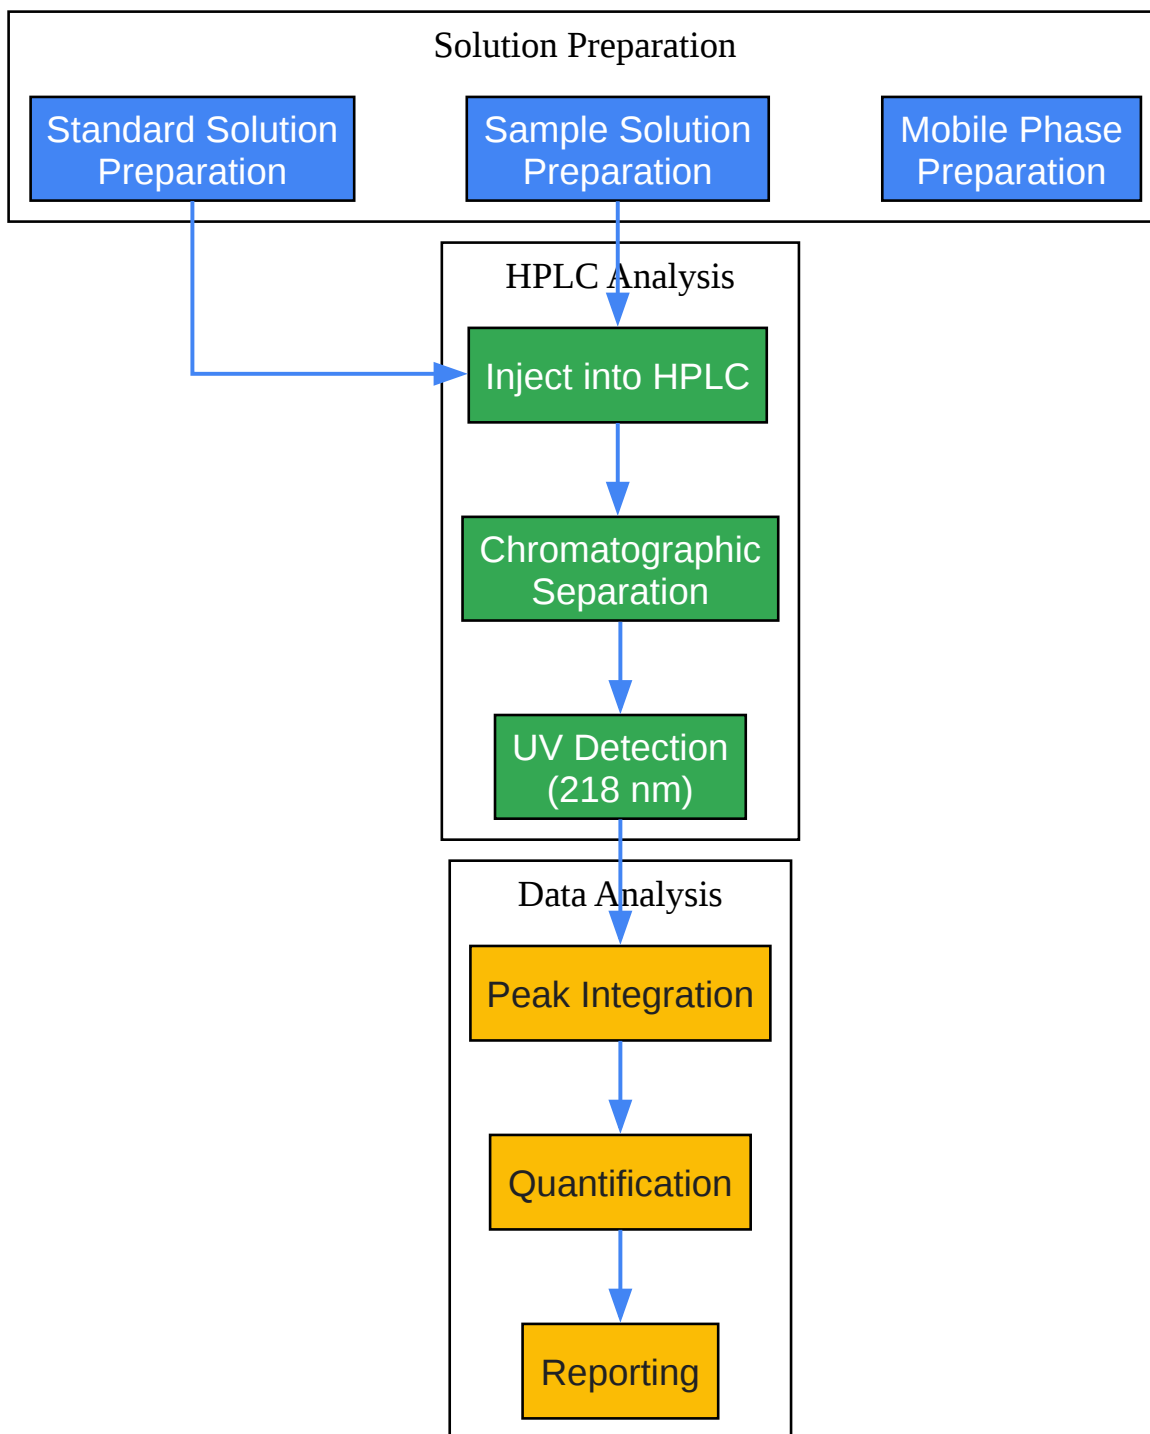 Solution Preparation
Standard Solution
Preparation
Sample Solution
Preparation
Mobile Phase
Preparation
HPLC Analysis
Inject into HPLC
Chromatographic
Separation
UV Detection
(218 nm)
Data Analysis
Peak Integration
Quantification
Reporting